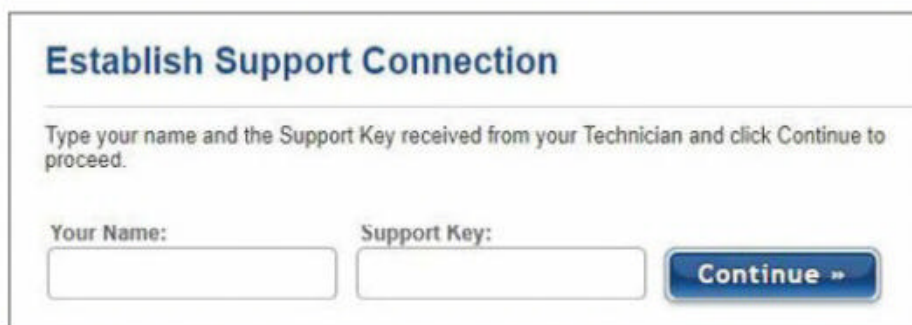 Establish Support Connection
Type your name and the Support Key received from your Technician and click Continue to
proceed.
Your Name:
Support Key:
Continue »